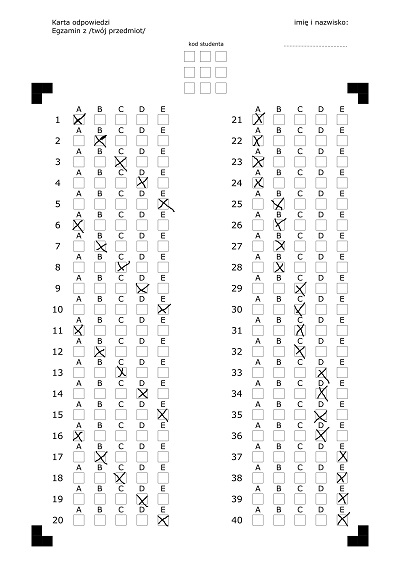 Karta odpowiedzi
Egzamin z /twój przedmiot/
imię i nazwisko:
kod studenta
A B C D E
1
A B C D E
2
A B C D E
3
A B C D E
4
A B C D E
5
A B C D E
6
A B C D E
7
A B C D E
8
A B C D E
9
A B C D E
10
A B C D E
11
A B C D E
12
A B C D E
13
A B C D E
14
A B C D E
15
A B C D E
16
A B C D E
17
A B C D E
18
A B C D E
19
A B C D E
20
A B C D E
21
A B C D E
22
A B C D E
23
A B C D E
24
A B C D E
25
A B C D E
26
A B C D E
27
A B C D E
28
A B C D E
29
A B C D E
30
A B C D E
31
A B C D E
32
A B C D E
33
A B C D E
34
A B C D E
35
A B C D E
36
A B C D E
37
A B C D E
38
A B C D E
39
A B C D E
40